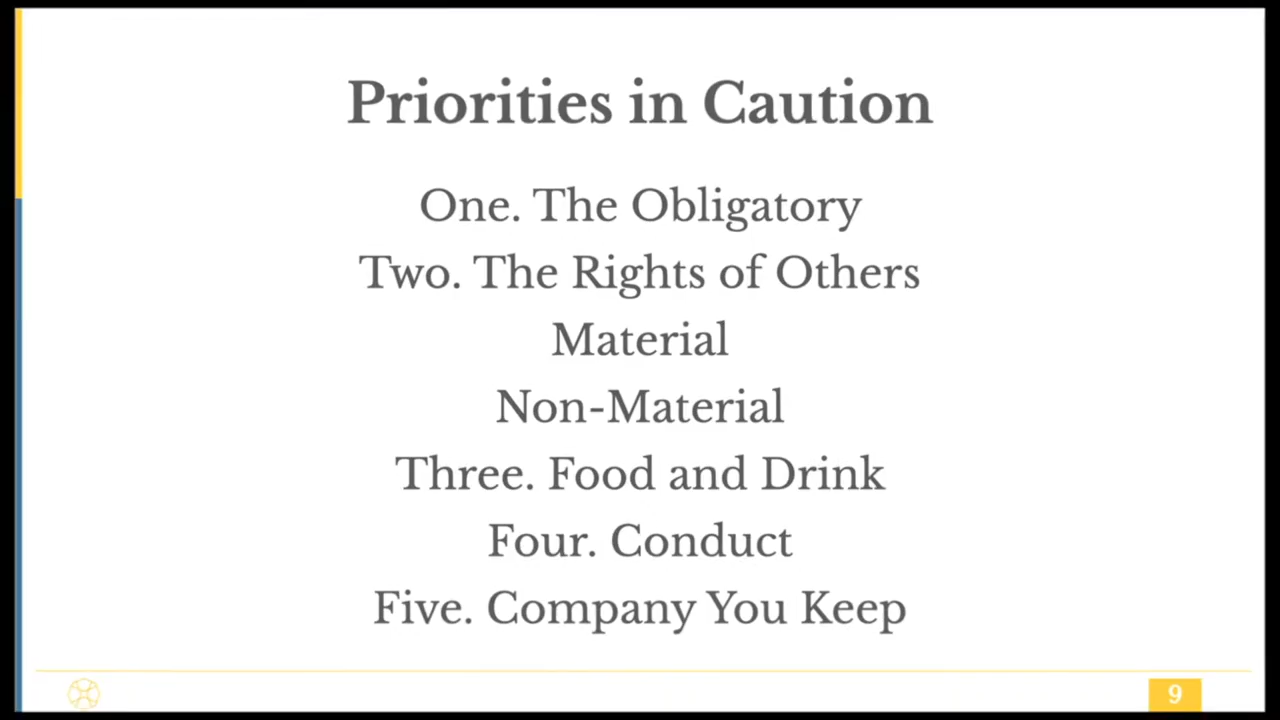 Priorities in Caution
One. The Obligatory
Two. The Rights of Others
Material
Non-Material
Three. Food and Drink
Four. Conduct
Five. Company You Keep
9